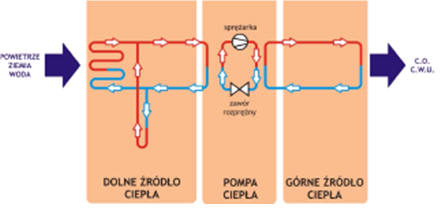 POWIETRZE
ZIEMIA
WODA
sprężarka
zawór
rozprężny
C.O.
C.W.U.
DOLNE ŹRÓDŁO
CIEPŁA
POMPA
CIEPŁA
GÓRNE ŹRÓDŁO
CIEPŁA